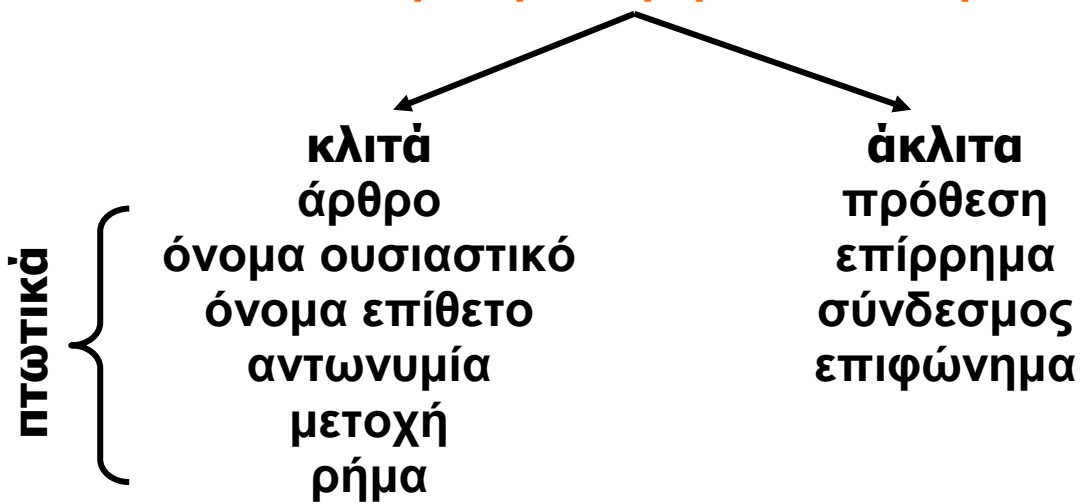 κλιτά
άρθρο
όνομα ουσιαστικό
όνομα επίθετο
αντωνυμία
μετοχή
ρήμα
άκλιτα
πρόθεση
επίρρημα
σύνδεσμος
επιφώνημα
πτωτικά